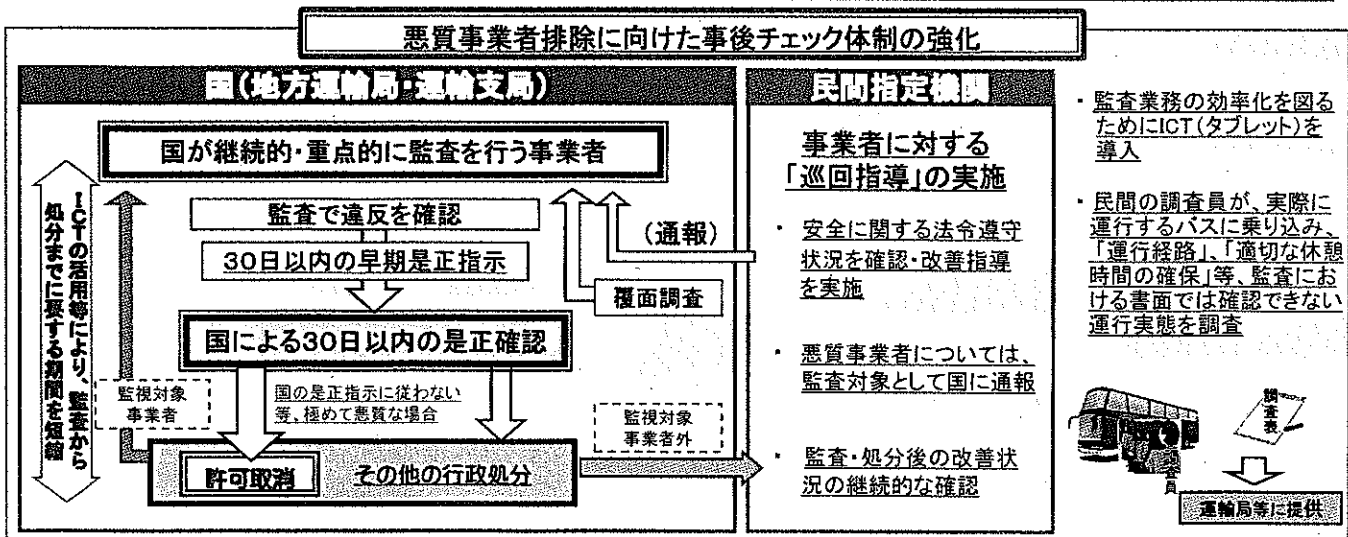 悪質事業者排除に向けた事後チェック体制の強化
国(地方運輸局・運輸支局)
国が継続的・重点的に監査を行う事業者
監査で違反を確認
30日以内の早期是正指示
(通報)
覆面調査
国による30日以内の是正確認
ICTの活用等により、監査から
処分までに要する期間を短縮
監視対象
事業者
国の是正指示に従わない
等、極めて悪質な場合
監視対象
事業者外
許可取消
その他の行政処分
民間指定機関
事業者に対する
「巡回指導」の実施
・ 安全に関する法令遵守
状況を確認・改善指導
を実施
・ 悪質事業者については、
監査対象として国に通報
・ 監査・処分後の改善状
況の継続的な確認
・ 監査業務の効率化を図る
ためにICT(タブレット)を
導入
・ 民間の調査員が、実際に
運行するバスに乗り込み、
「運行経路」、「適切な休憩
時間の確保」等、監査にお
ける書面では確認できない
運行実態を調査
調査員
調査表
運輸局等に提供